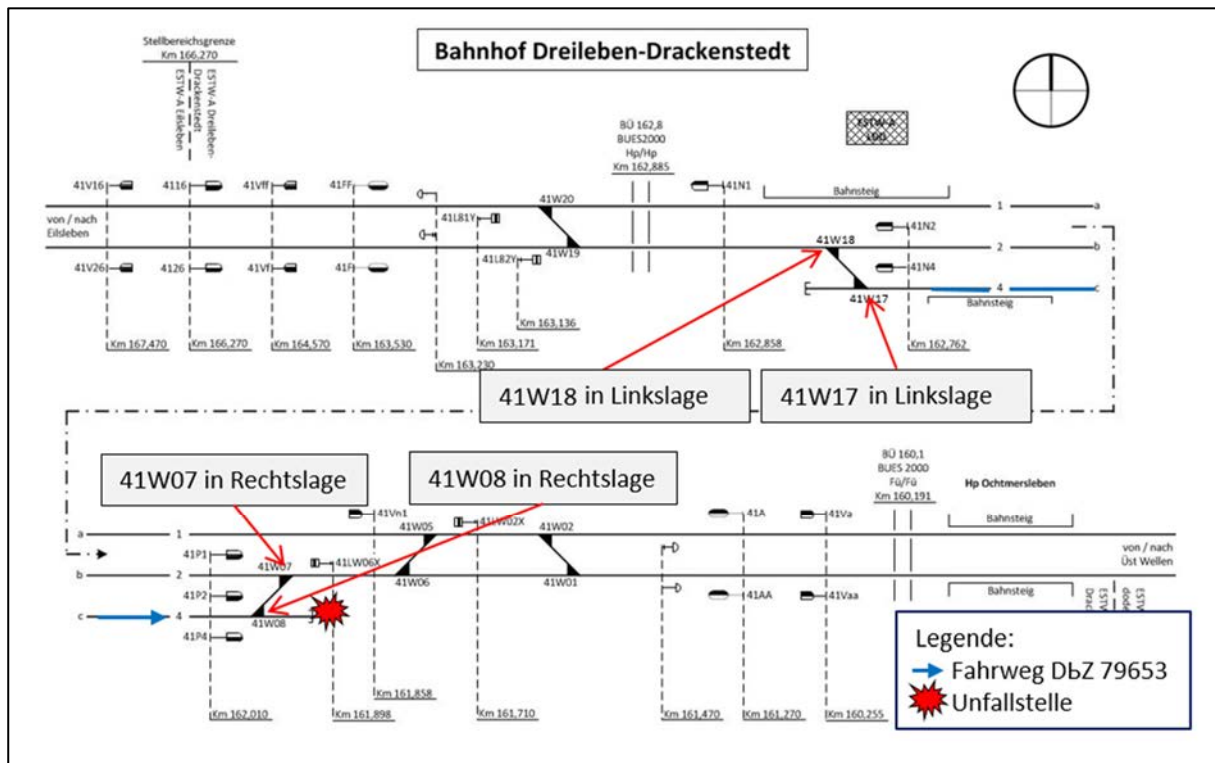 Stellbereichsgrenze
Km 166,270
Bahnhof Dreileben-Drackenstedt
ESTW-A Eilsleben
ESTW-A Dreileben-
Drackenstedt
BÜ 162,8
BUES2000
Hp/Hp
Km 162,885
ESTW-A
41V16
4116
41Vff
41FF
41N1
Bahnsteig
41W20
1
a
von / nach
Eilsleben
41L81Y
41N2
41W18
2
b
41V26
4126
41Vf
41F
41L82Y
41W19
41N4
4
c
41W17
Bahnsteig
Km 163,136
Km 167,470
Km 166,270
Km 164,570
Km 163,530
Km 163,171
Km 162,858
Km 162,762
Km 163,230
41W18 in Linkslage
41W17 in Linkslage
41W07 in Rechtslage
41W08 in Rechtslage
BÜ 160,1
BUES 2000
Fü/Fü
Km 160,191
Hp Ochtmersleben
41Vn1
41LW02X
41A
41Va
Bahnsteig
a
1
41W05
41W02
41P1
41W07
41LW06X
von / nach
Üst Wellen
b
2
41W06
41W01
41P2
41AA
41Vaa
Bahnsteig
c
4
41W08
41P4
ESTW
Drac
ESTW
dode
Km 161,858
Km 162,010
Km 161,898
Km 161,710
Km 161,470
Km 161,270
Km 160,255
Legende:
Fahrweg DbZ 79653
Unfallstelle